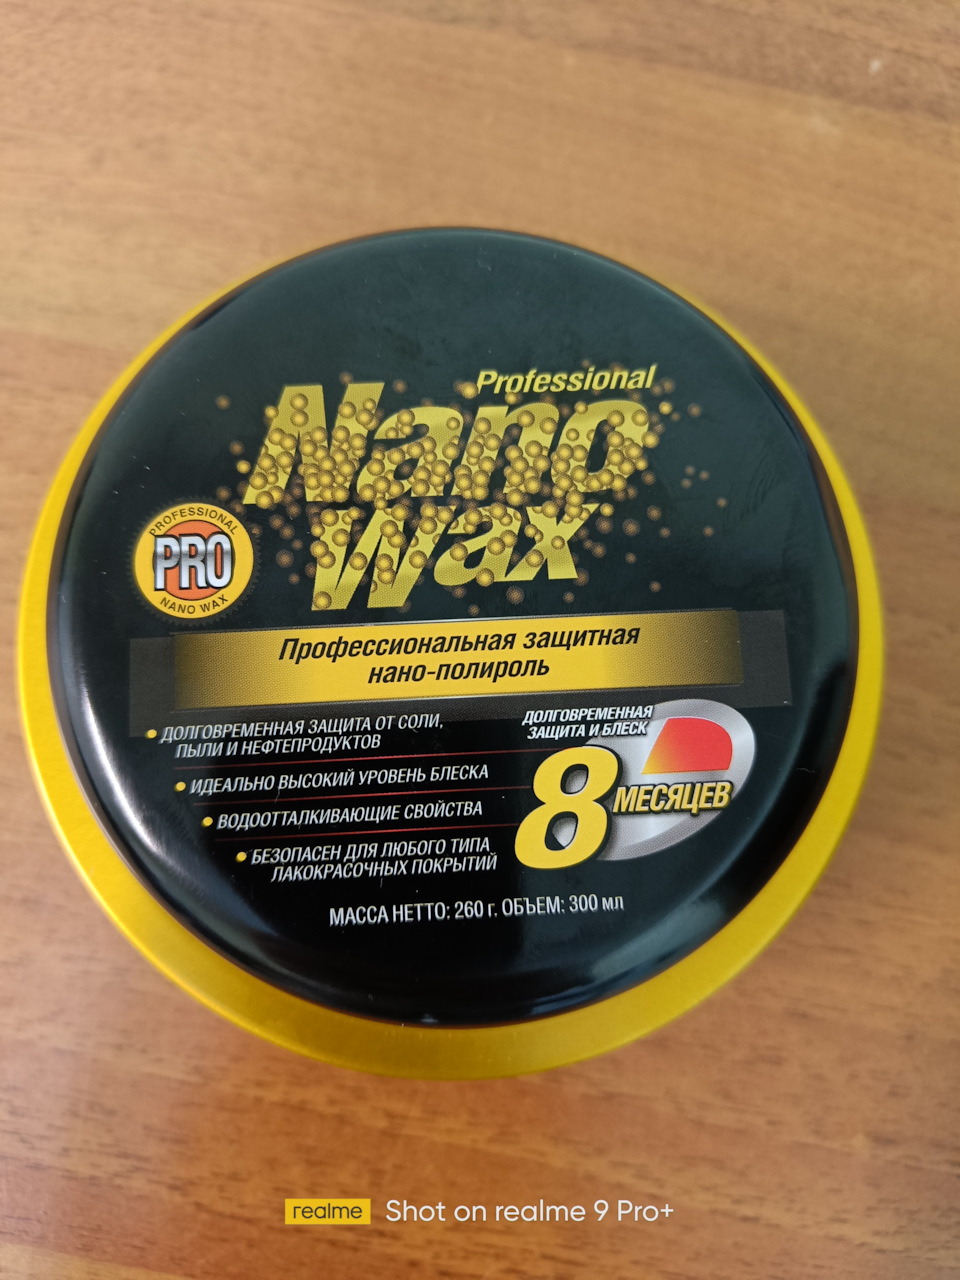 Professional
Nano
Wax
PROFESSIONAL
PRO
NANO WAX
Профессиональная защитная
нано-полироль
• ДОЛГОВРЕМЕННАЯ ЗАЩИТА ОТ СОЛИ,
ПЫЛИ И НЕФТЕПРОДУКТОВ
• ИДЕАЛЬНО ВЫСОКИЙ УРОВЕНЬ БЛЕСКА
• ВОДООТТАЛКИВАЮЩИЕ СВОЙСТВА
• БЕЗОПАСЕН ДЛЯ ЛЮБОГО ТИПА
ЛАКОКРАСОЧНЫХ ПОКРЫТИЙ
ДОЛГОВРЕМЕННАЯ
ЗАЩИТА И БЛЕСК
8 МЕСЯЦЕВ
МАССА НЕТТО: 260 г. ОБЪЕМ: 300 мл
realme Shot on realme 9 Pro+